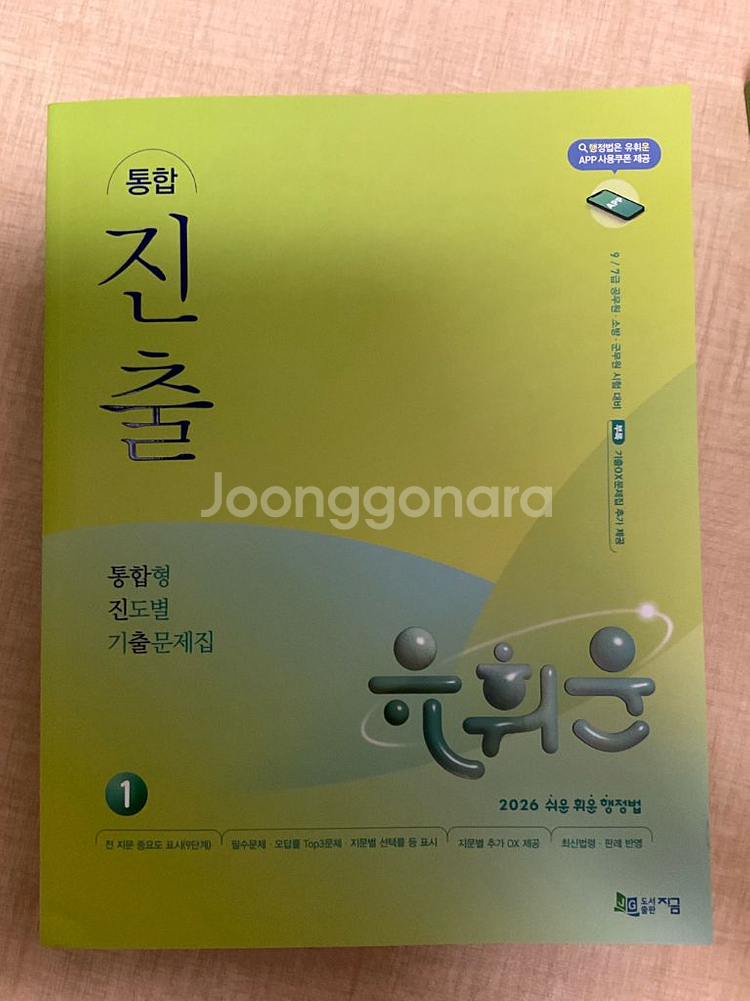 통합
진출
행정법은 유휘운
APP 사용쿠폰 제공
APP
9 / 7급 공무원 · 소방 · 군무원 시험 대비
부록 기출OX문제집 추가 제공
Joonggonara
통합형
진도별
기출문제집
유휘운
1
2026 쉬운 휘운 행정법
전 지문 중요도 표시(9단계)
필수문제 · 오답률 Top3문제 · 지문별 선택률 등 표시
지문별 추가 OX 제공
최신법령 · 판례 반영
JG 도서출판 지금